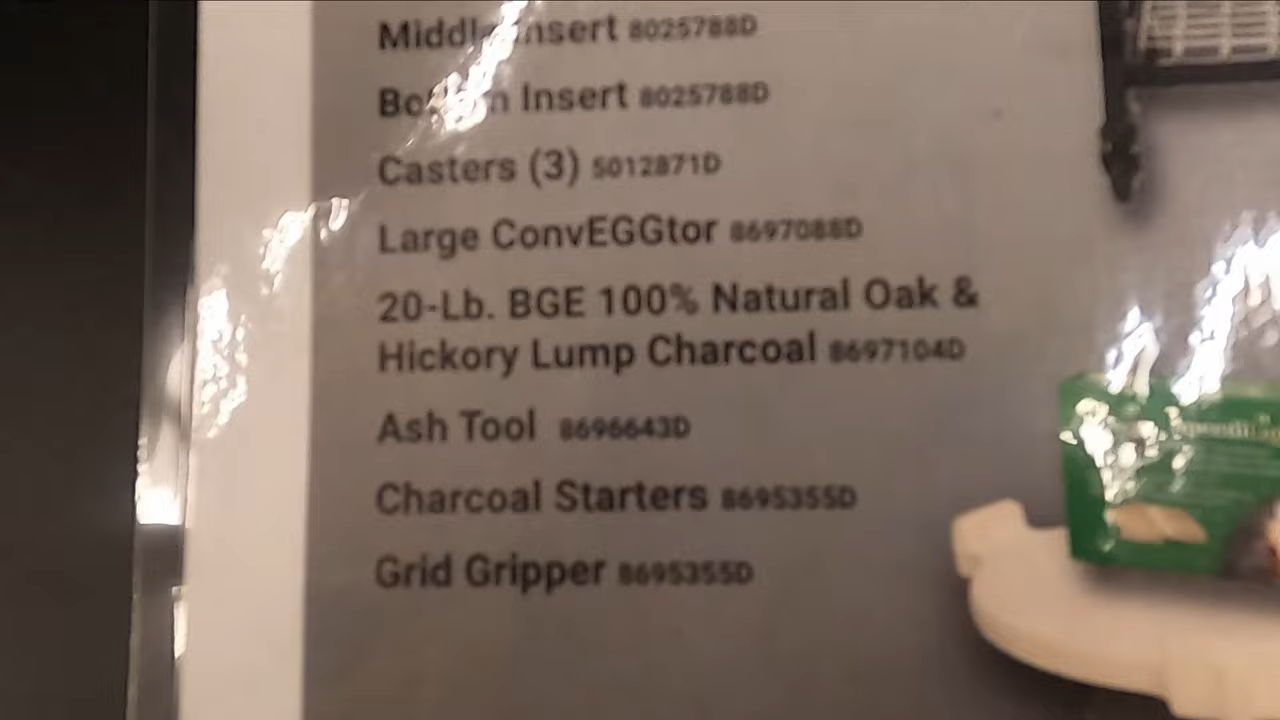 Middle Insert 8025788D
Bottom Insert 8025788D
Casters (3) 5012871D
Large ConvEGGtor 8697088D
20-Lb. BGE 100% Natural Oak &
Hickory Lump Charcoal 8697104D
Ash Tool 8696643D
Charcoal Starters 8695355D
Grid Gripper 8695355D